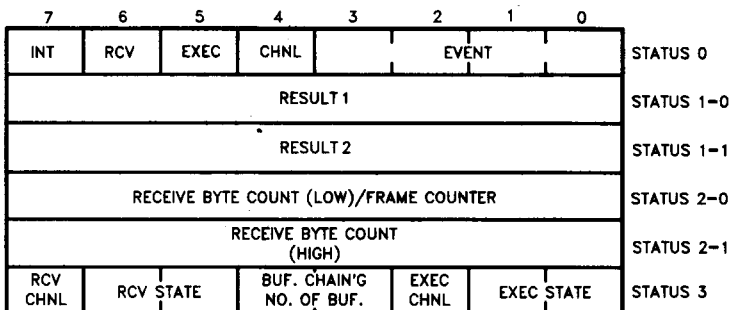 7 6 5 4 3 2 1 0
INT RCV EXEC CHNL EVENT STATUS 0
RESULT 1 STATUS 1-0
RESULT 2 STATUS 1-1
RECEIVE BYTE COUNT (LOW)/FRAME COUNTER STATUS 2-0
RECEIVE BYTE COUNT
(HIGH) STATUS 2-1
RCV CHNL RCV STATE BUF. CHAIN'G NO. OF BUF. EXEC CHNL EXEC STATE STATUS 3